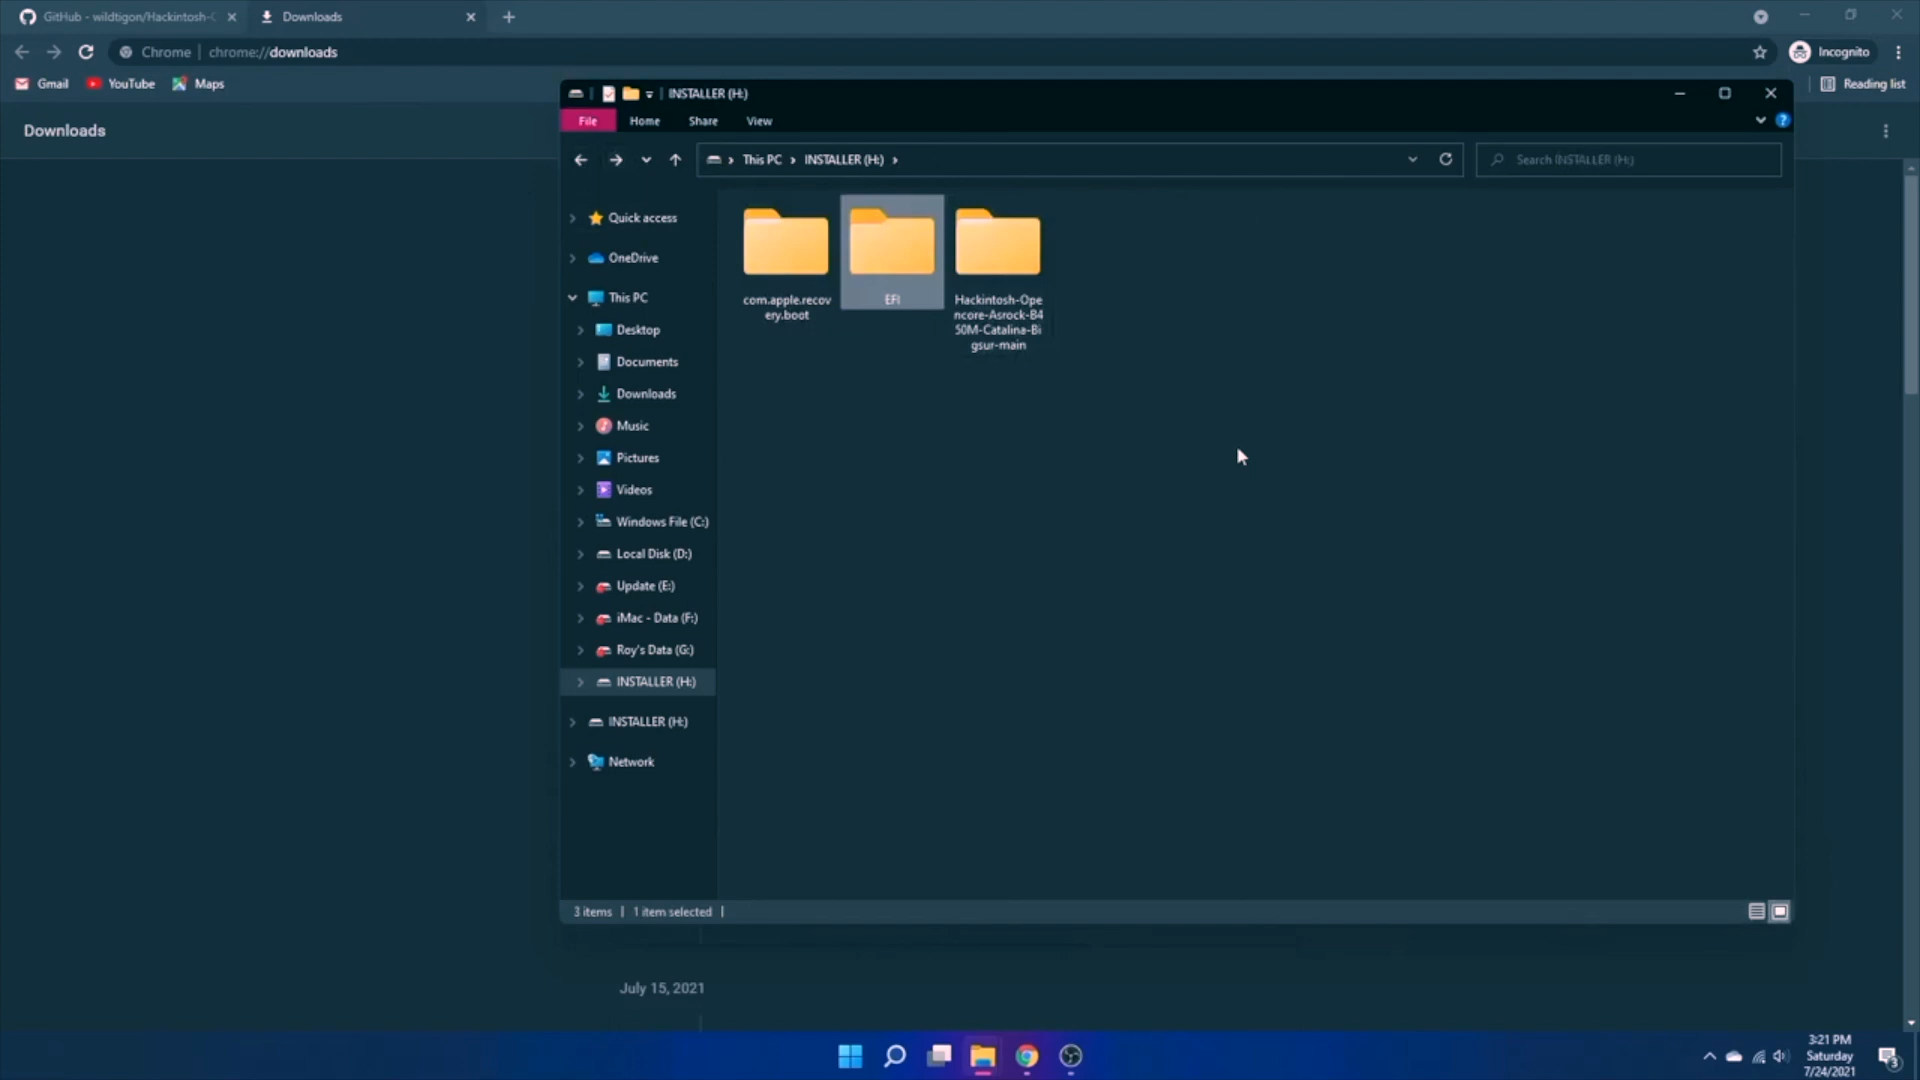 GitHub - wildtigon/Hackintosh-
Downloads
Chrome | chrome://downloads
Incognito
Gmail
YouTube
Maps
Reading list
Downloads
INSTALLER (H:)
File
Home
Share
View
This PC
INSTALLER (H:)
Search INSTALLER (H:)
Quick access
OneDrive
This PC
Desktop
Documents
Downloads
Music
Pictures
Videos
Windows File (C:)
Local Disk (D:)
Update (E:)
iMac - Data (F:)
Roy's Data (G:)
INSTALLER (H:)
INSTALLER (H:)
Network
com.apple.recov
ery.boot
EFI
Hackintosh-Ope
ncore-Asrock-B4
50M-Catalina-Bi
gsur-main
3 items
1 item selected
July 15, 2021
3:21 PM
Saturday
7/24/2021
3